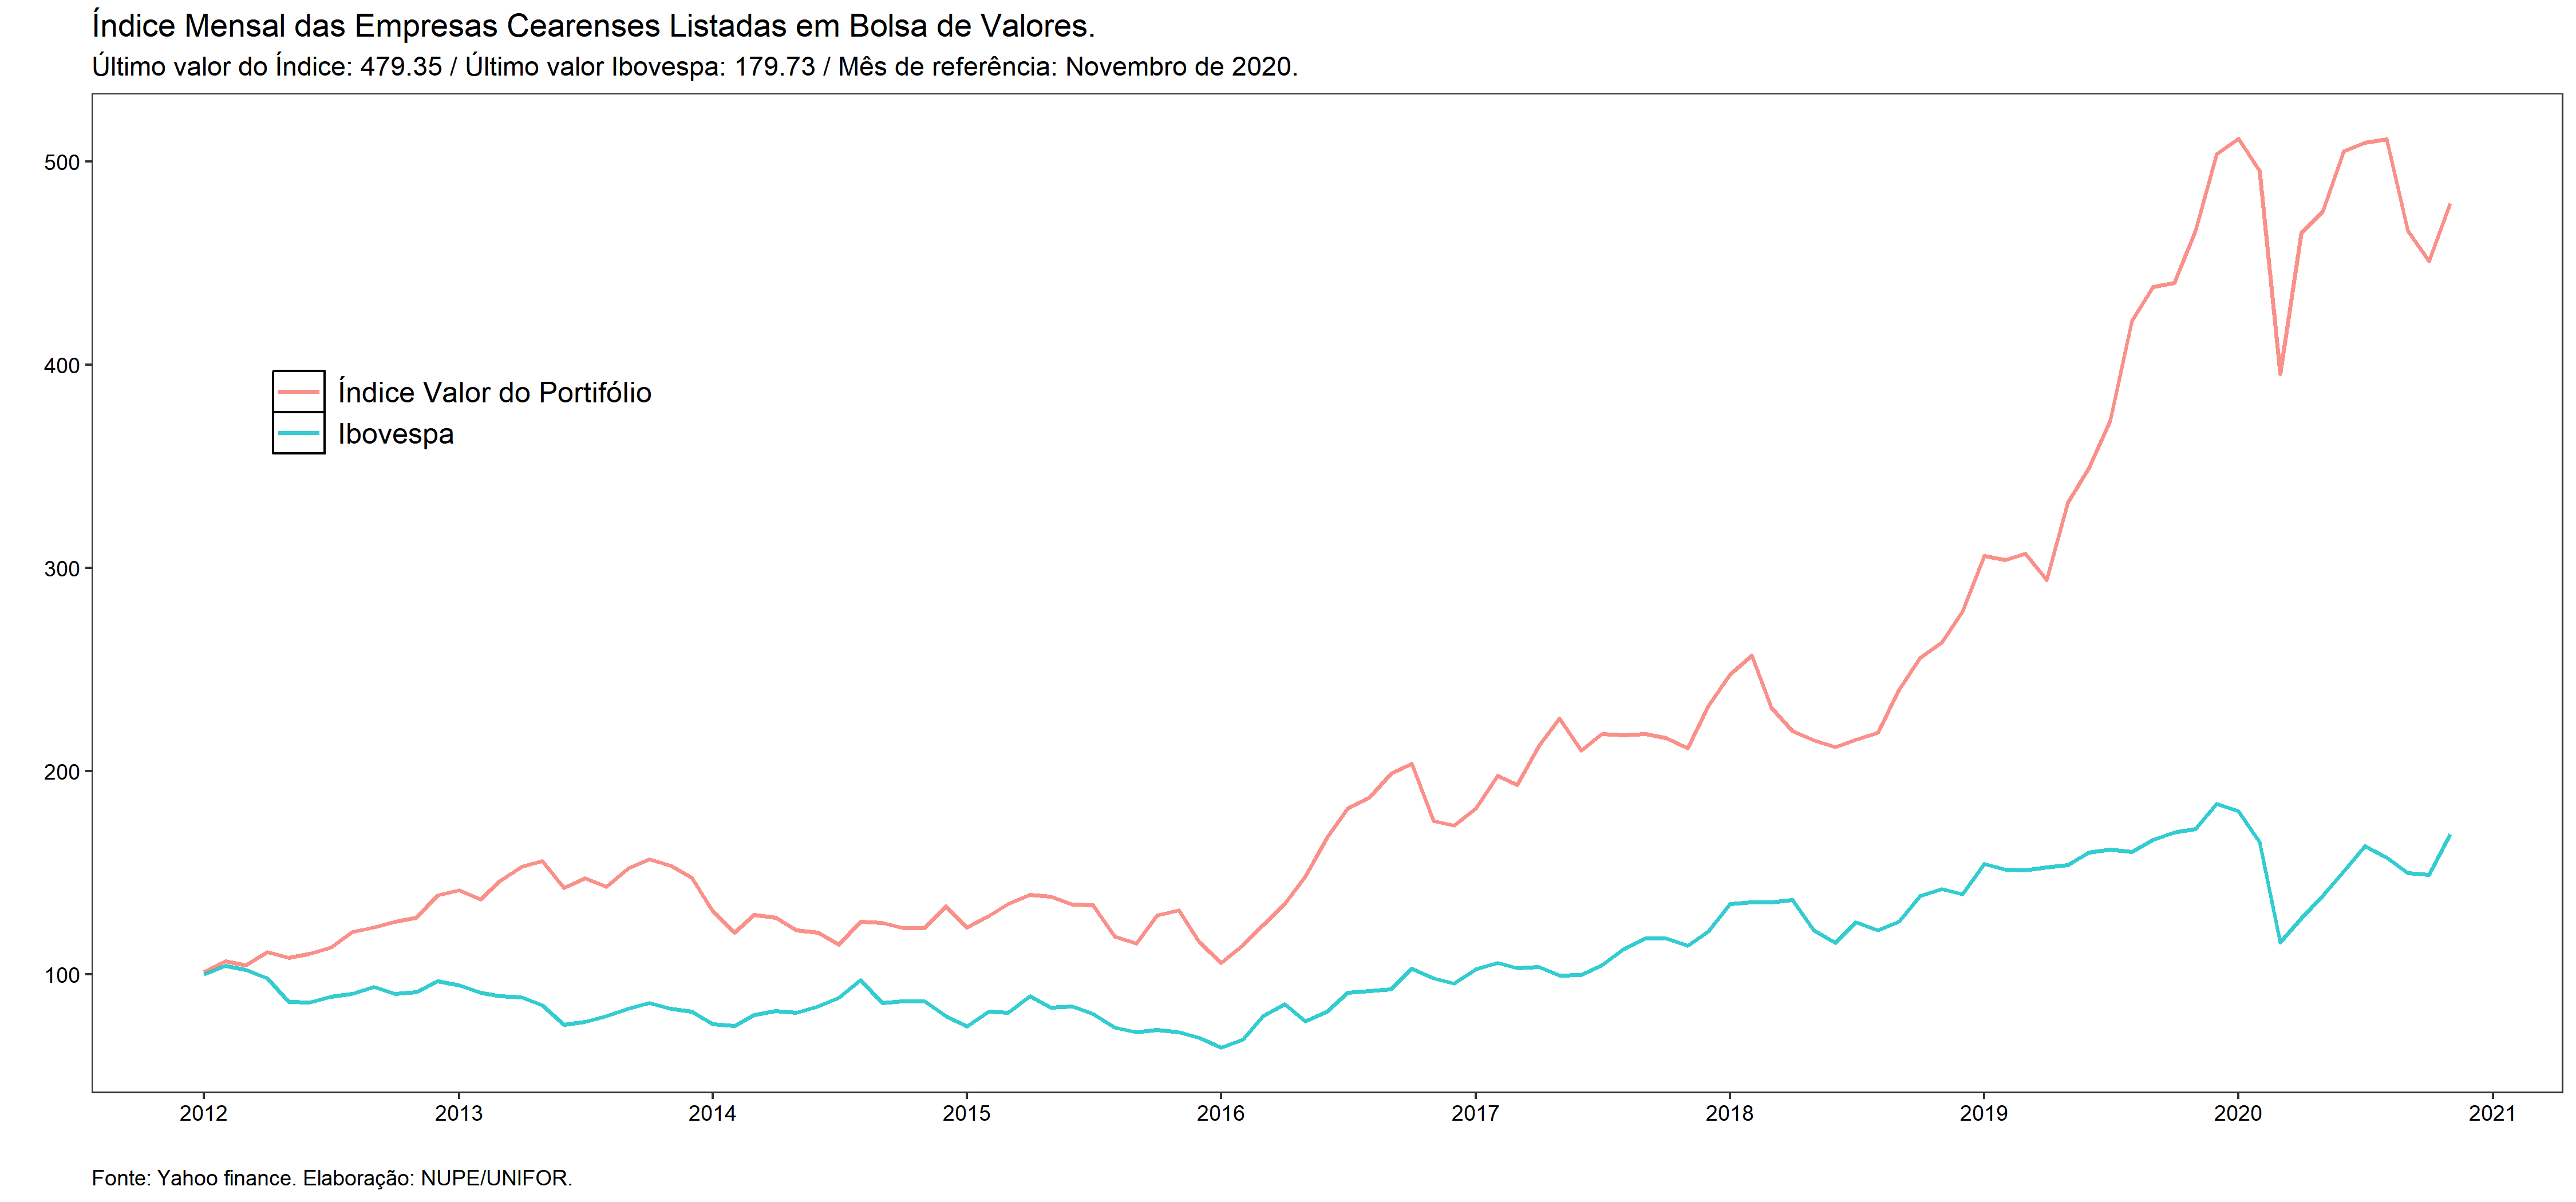 Índice Mensal das Empresas Cearenses Listadas em Bolsa de Valores.
Último valor do Índice: 479.35 / Último valor Ibovespa: 179.73 / Mês de referência: Novembro de 2020.
500
400
300
200
100
Índice Valor do Portifólio
Ibovespa
2012 2013 2014 2015 2016 2017 2018 2019 2020 2021
Fonte: Yahoo finance. Elaboração: NUPE/UNIFOR.